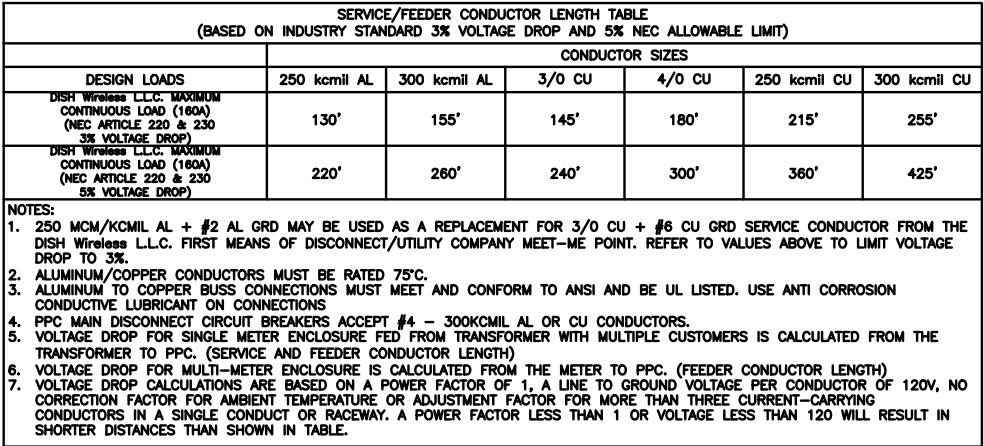 SERVICE/FEEDER CONDUCTOR LENGTH TABLE
(BASED ON INDUSTRY STANDARD 3% VOLTAGE DROP AND 5% NEC ALLOWABLE LIMIT)
CONDUCTOR SIZES
DESIGN LOADS 250 kcmil AL 300 kcmil AL 3/0 CU 4/0 CU 250 kcmil CU 300 kcmil CU
DISH Wireless L.L.C. MAXIMUM
CONTINUOUS LOAD (160A)
(NEC ARTICLE 220 & 230
3% VOLTAGE DROP)
130' 155' 145' 180' 215' 255'
DISH Wireless L.L.C. MAXIMUM
CONTINUOUS LOAD (160A)
(NEC ARTICLE 220 & 230
5% VOLTAGE DROP)
220' 260' 240' 300' 360' 425'
NOTES:
1. 250 MCM/KCMIL AL + #2 AL GRD MAY BE USED AS A REPLACEMENT FOR 3/0 CU + #6 CU GRD SERVICE CONDUCTOR FROM THE
DISH Wireless L.L.C. FIRST MEANS OF DISCONNECT/UTILITY COMPANY MEET-ME POINT. REFER TO VALUES ABOVE TO LIMIT VOLTAGE
DROP TO 3%.
2. ALUMINUM/COPPER CONDUCTORS MUST BE RATED 75°C.
3. ALUMINUM TO COPPER BUSS CONNECTIONS MUST MEET AND CONFORM TO ANSI AND BE UL LISTED. USE ANTI CORROSION
CONDUCTIVE LUBRICANT ON CONNECTIONS
4. PPC MAIN DISCONNECT CIRCUIT BREAKERS ACCEPT #4 - 300KCMIL AL OR CU CONDUCTORS.
5. VOLTAGE DROP FOR SINGLE METER ENCLOSURE FED FROM TRANSFORMER WITH MULTIPLE CUSTOMERS IS CALCULATED FROM THE
TRANSFORMER TO PPC. (SERVICE AND FEEDER CONDUCTOR LENGTH)
6. VOLTAGE DROP FOR MULTI-METER ENCLOSURE IS CALCULATED FROM THE METER TO PPC. (FEEDER CONDUCTOR LENGTH)
7. VOLTAGE DROP CALCULATIONS ARE BASED ON A POWER FACTOR OF 1, A LINE TO GROUND VOLTAGE PER CONDUCTOR OF 120V, NO
CORRECTION FACTOR FOR AMBIENT TEMPERATURE OR ADJUSTMENT FACTOR FOR MORE THAN THREE CURRENT-CARRYING
CONDUCTORS IN A SINGLE CONDUCT OR RACEWAY. A POWER FACTOR LESS THAN 1 OR VOLTAGE LESS THAN 120 WILL RESULT IN
SHORTER DISTANCES THAN SHOWN IN TABLE.